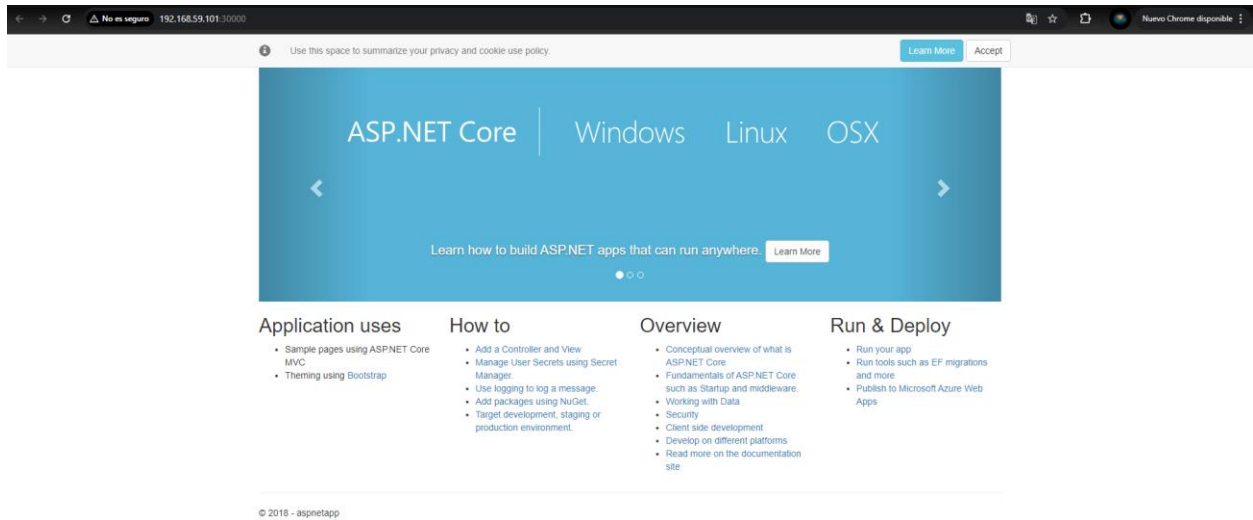 No es seguro 192.168.59.101:30000 Nuevo Chrome disponible
Use this space to summarize your privacy and cookie use policy. Learn More Accept
ASP.NET Core Windows Linux OSX
Learn how to build ASP.NET apps that can run anywhere. Learn More
Application uses
Sample pages using ASP.NET Core
MVC
Theming using Bootstrap
How to
Add a Controller and View
Manage User Secrets using Secret
Manager.
Use logging to log a message.
Add packages using NuGet.
Target development, staging or
production environment.
Overview
Conceptual overview of what is
ASP.NET Core
Fundamentals of ASP.NET Core
such as Startup and middleware.
Working with Data
Security
Client side development
Develop on different platforms
Read more on the documentation
site
Run & Deploy
Run your app
Run tools such as EF migrations
and more
Publish to Microsoft Azure Web
Apps
© 2018 - aspnetapp